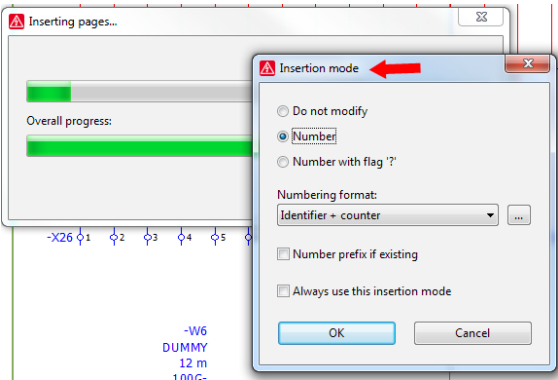 Inserting pages...
Overall progress:
Insertion mode
Do not modify
Number
Number with flag '?'
Numbering format:
Identifier + counter
...
Number prefix if existing
Always use this insertion mode
OK
Cancel
-X26 1 2 3 4 5
-W6
DUMMY
12 m
100G-